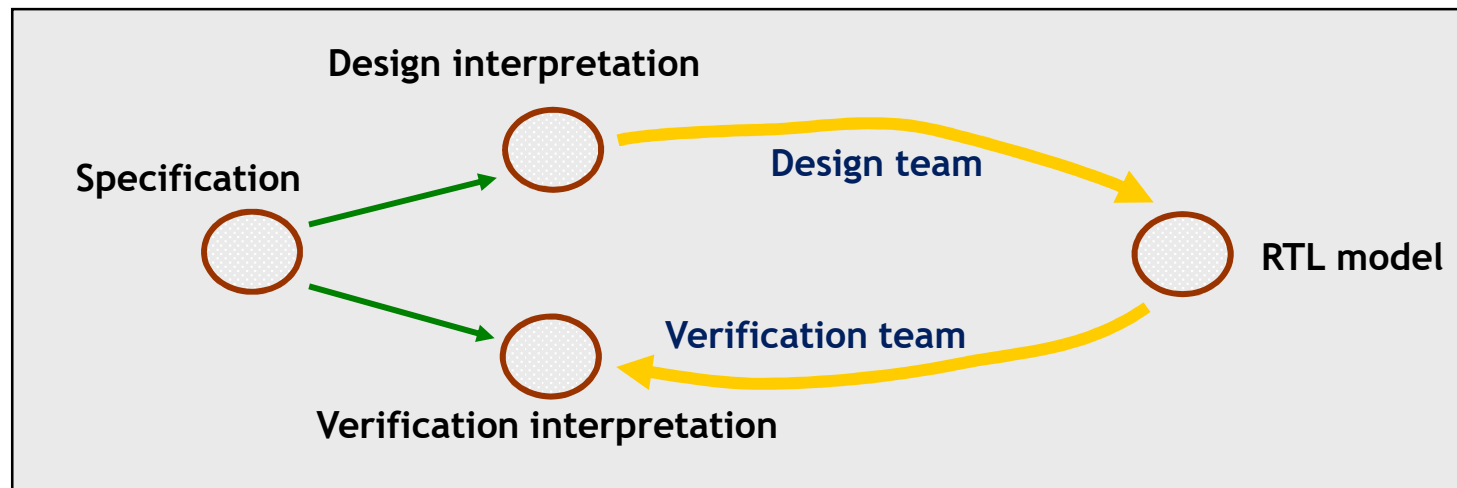 Design interpretation
Design team
Specification
RTL model
Verification team
Verification interpretation